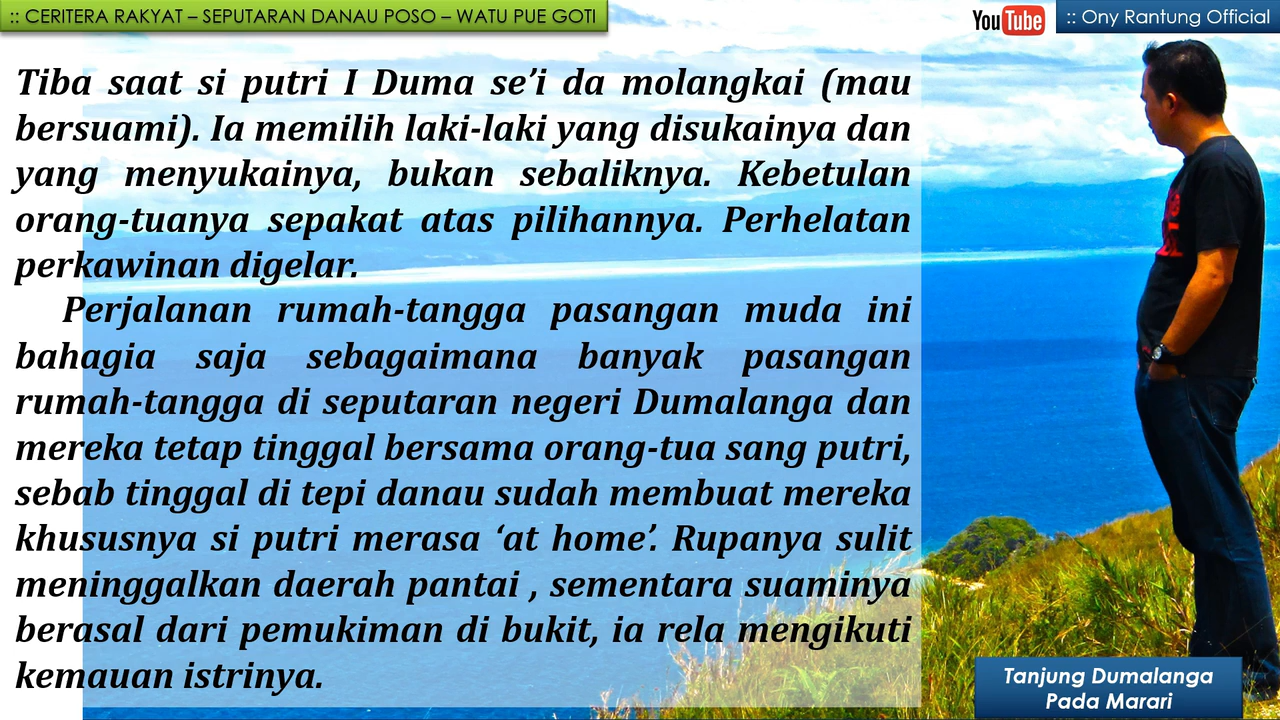 :: CERITERA RAKYAT – SEPUTARAN DANAU POSO – WATU PUE GOTI
YouTube
:: Ony Rantung Official
Tiba saat si putri I Duma se’i da molangkai (mau
bersuami). Ia memilih laki-laki yang disukainya dan
yang menyukainya, bukan sebaliknya. Kebetulan
orang-tuanya sepakat atas pilihannya. Perhelatan
perkawinan digelar.
Perjalanan rumah-tangga pasangan muda ini
bahagia saja sebagaimana banyak pasangan
rumah-tangga di seputaran negeri Dumalanga dan
mereka tetap tinggal bersama orang-tua sang putri,
sebab tinggal di tepi danau sudah membuat mereka
khususnya si putri merasa ‘at home’. Rupanya sulit
meninggalkan daerah pantai , sementara suaminya
berasal dari pemukiman di bukit, ia rela mengikuti
kemauan istrinya.
Tanjung Dumalanga
Pada Marari